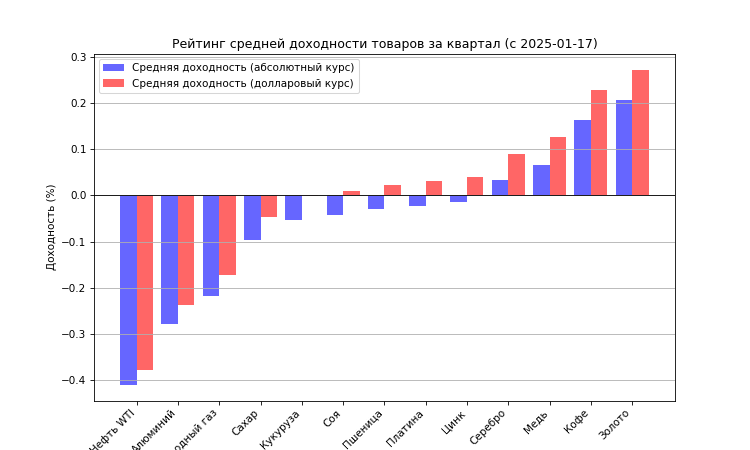 Рейтинг средней доходности товаров за квартал (с 2025-01-17)
Средняя доходность (абсолютный курс)
Средняя доходность (долларовый курс)
Доходность (%)
0.3
0.2
0.1
0.0
−0.1
−0.2
−0.3
−0.4
Нефть WTI
Алюминий
одный газ
Сахар
Кукуруза
Соя
Пшеница
Платина
Цинк
Серебро
Медь
Кофе
Золото